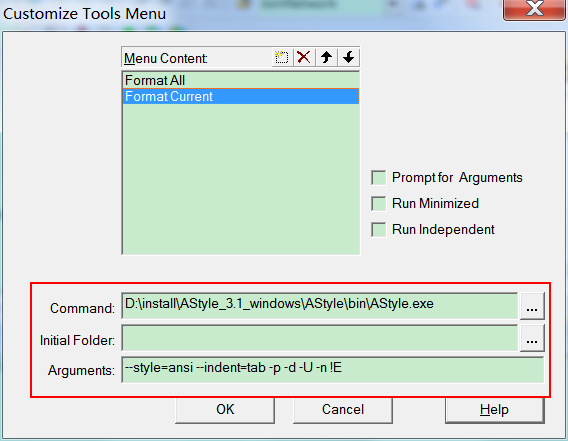 Customize Tools Menu
Menu Content:
Format All
Format Current
Prompt for Arguments
Run Minimized
Run Independent
Command: D:\install\AStyle_3.1_windows\AStyle\bin\AStyle.exe ...
Initial Folder: ...
Arguments: --style=ansi --indent=tab -p -d -U -n !E
OK Cancel Help